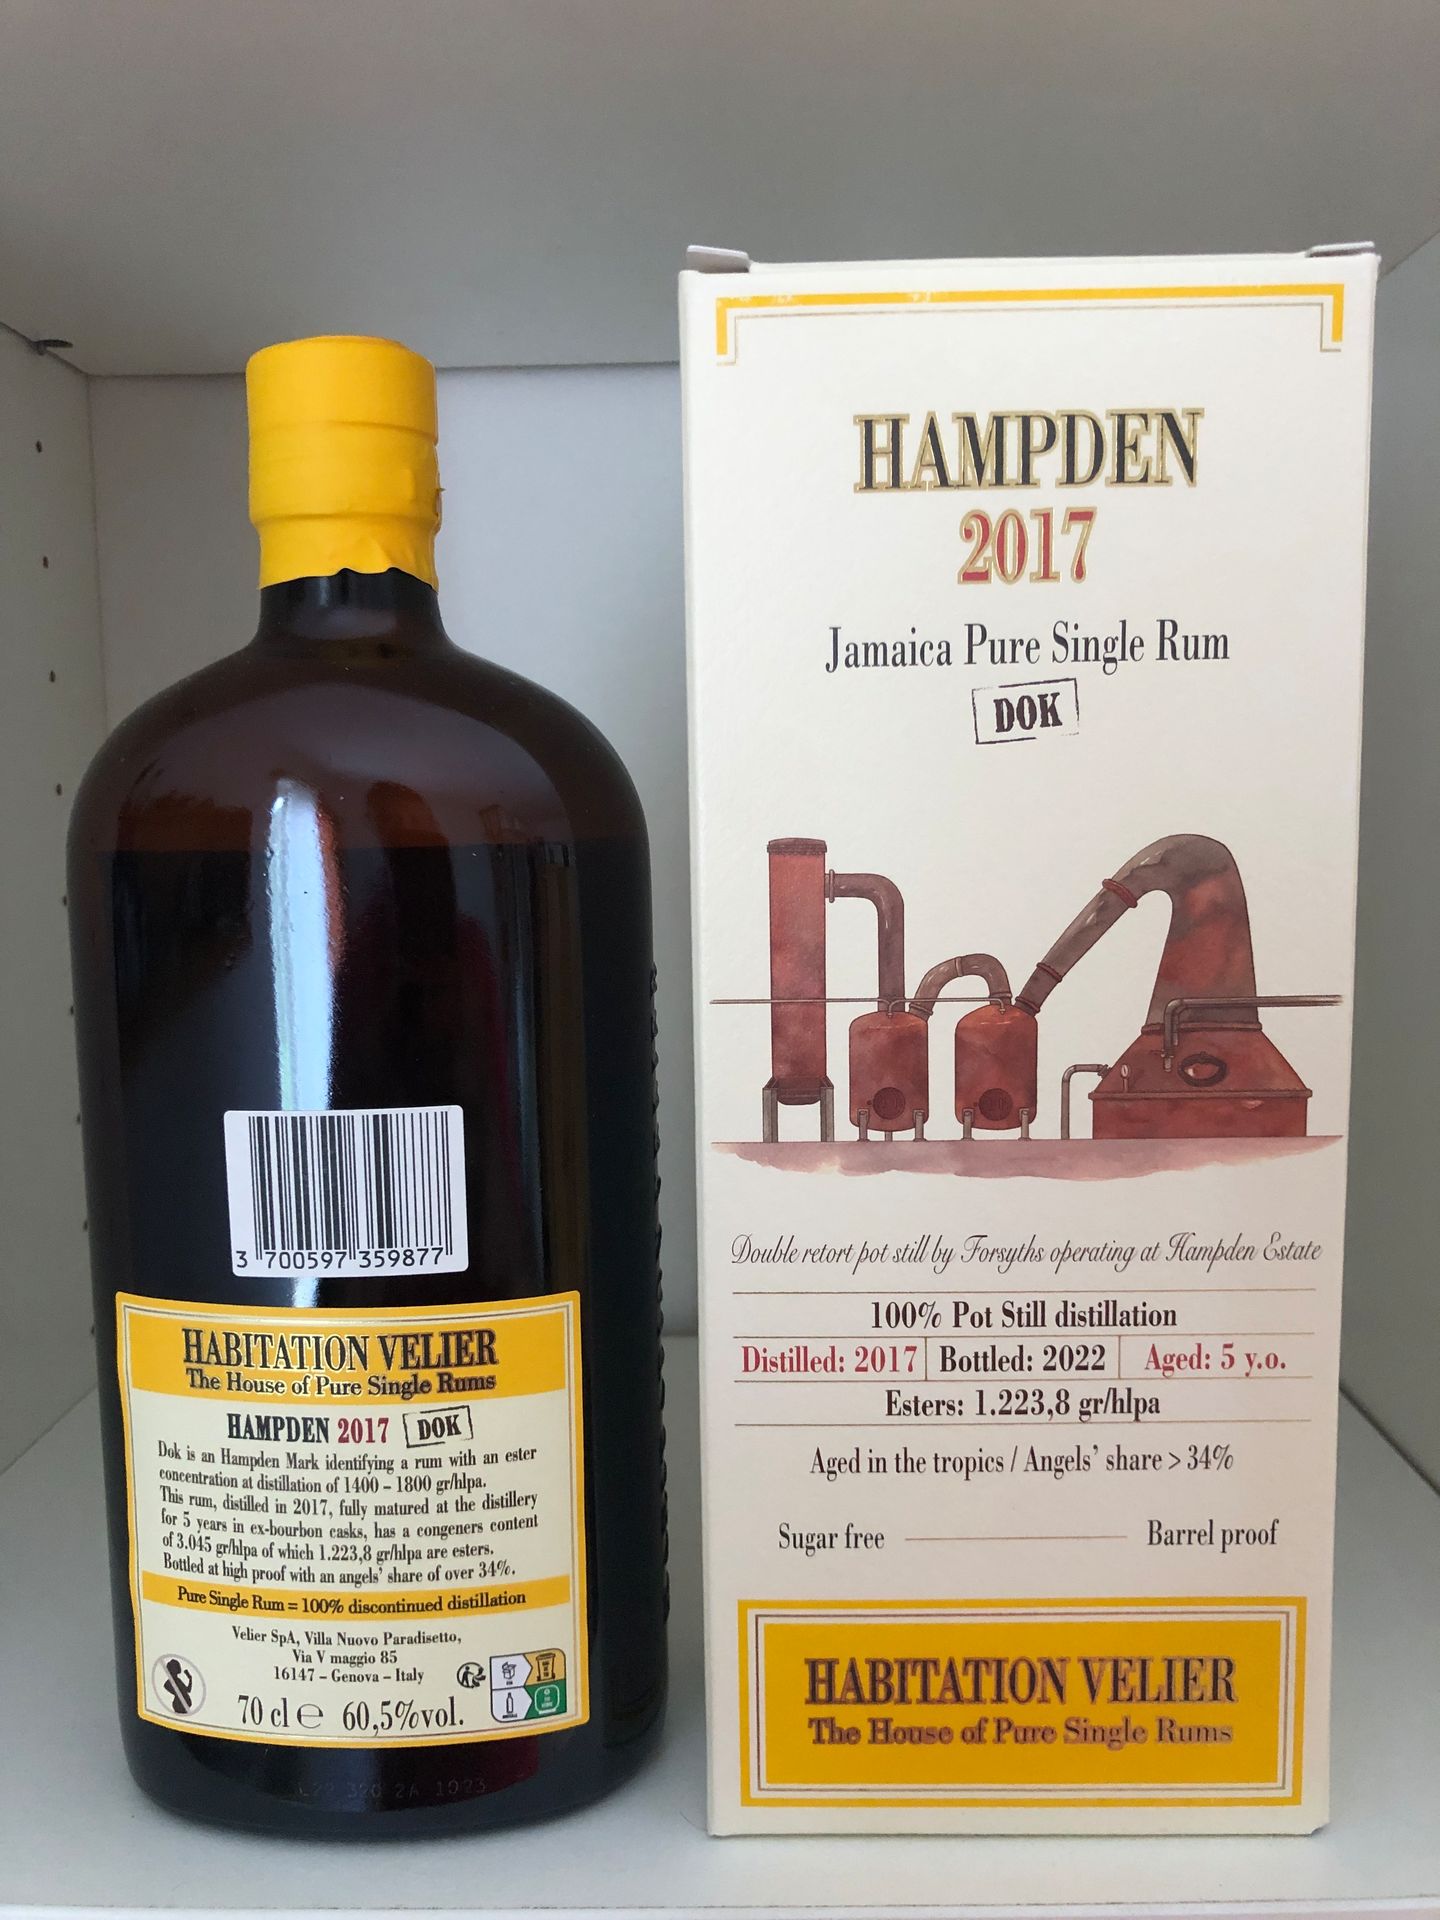 3 700597 359877
HABITATION VELIER
The House of Pure Single Rums
HAMPDEN 2017 DOK
Dok is an Hampden Mark identifying a rum with an ester
concentration at distillation of 1400 – 1800 gr/hlpa.
This rum, distilled in 2017, fully matured at the distillery
for 5 years in ex-bourbon casks, has a congeners content
of 3.045 gr/hlpa of which 1.223,8 gr/hlpa are esters.
Bottled at high proof with an angels' share of over 34%.
Pure Single Rum = 100% discontinued distillation
Velier SpA, Villa Nuovo Paradisetto,
Via V maggio 85
16147 – Genova – Italy
70 cl ℮ 60,5%vol.
HAMPDEN
2017
Jamaica Pure Single Rum
DOK
Double retort pot still by Forsyths operating at Hampden Estate
100% Pot Still distillation
Distilled: 2017 Bottled: 2022 Aged: 5 y.o.
Esters: 1.223,8 gr/hlpa
Aged in the tropics / Angels' share > 34%
Sugar free Barrel proof
HABITATION VELIER
The House of Pure Single Rums